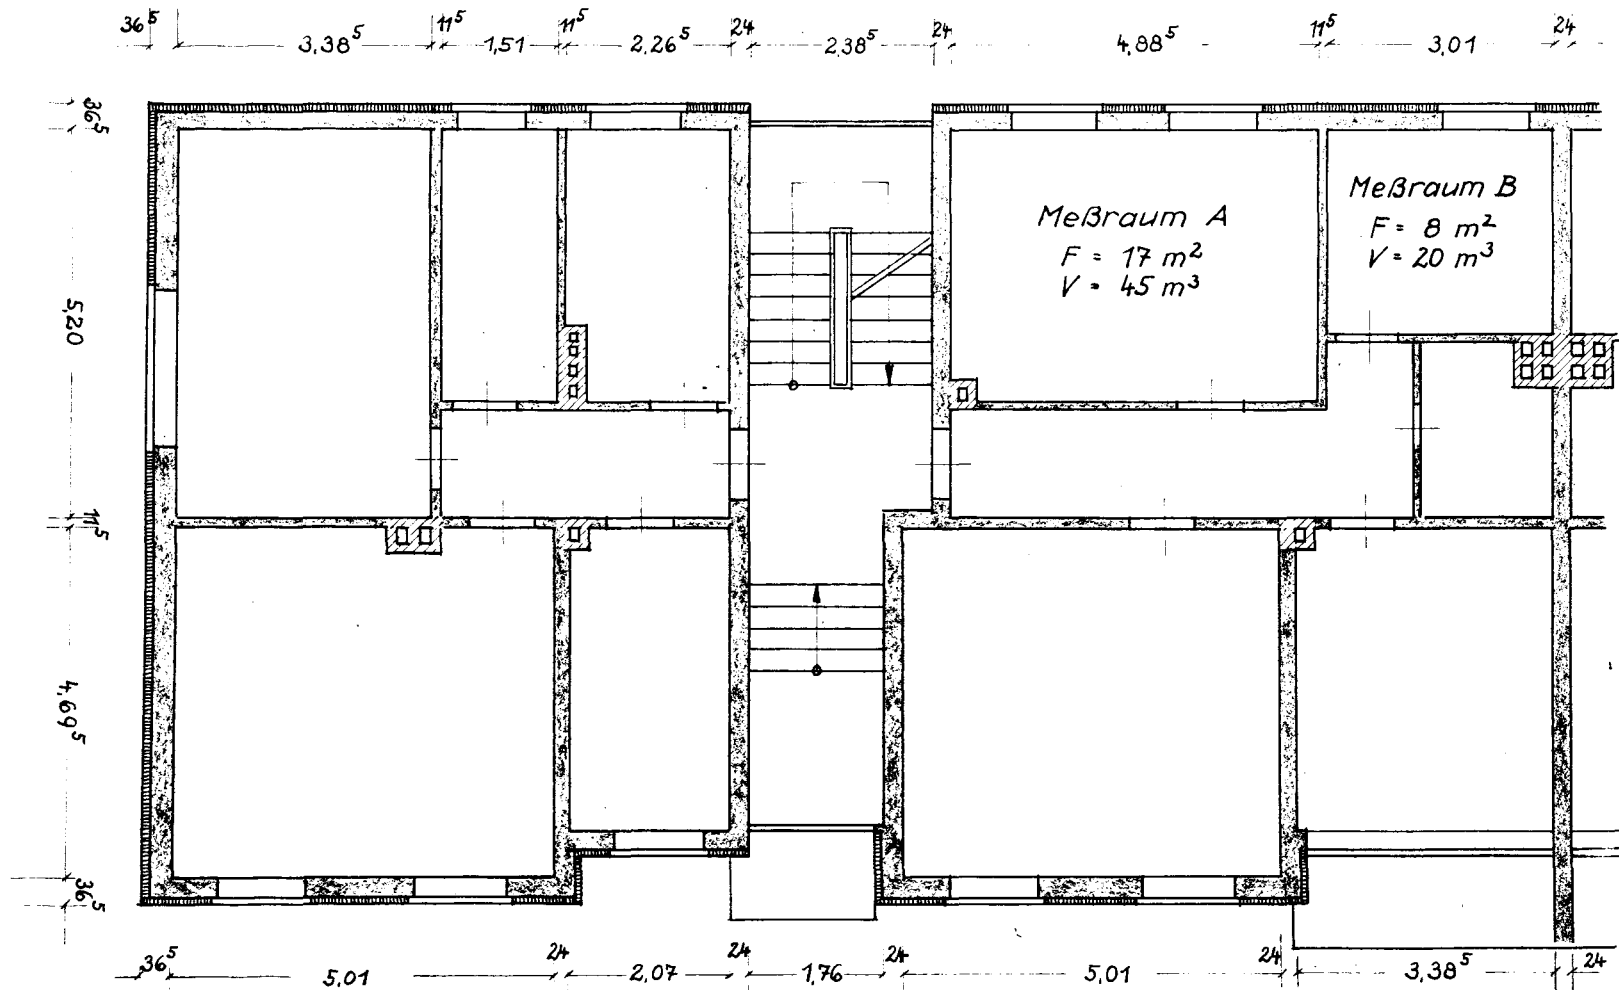 36⁵ 3,38⁵ 11⁵ 1,51 11⁵ 2,26⁵ 24 2,38⁵ 24 4,88⁵ 11⁵ 3,01 24
36⁵
5,20
11⁵
4,69⁵
36⁵
Meßraum A
F = 17 m²
V = 45 m³
Meßraum B
F = 8 m²
V = 20 m³
36⁵ 5,01 24 2,07 24 1,76 24 5,01 24 3,38⁵ 24